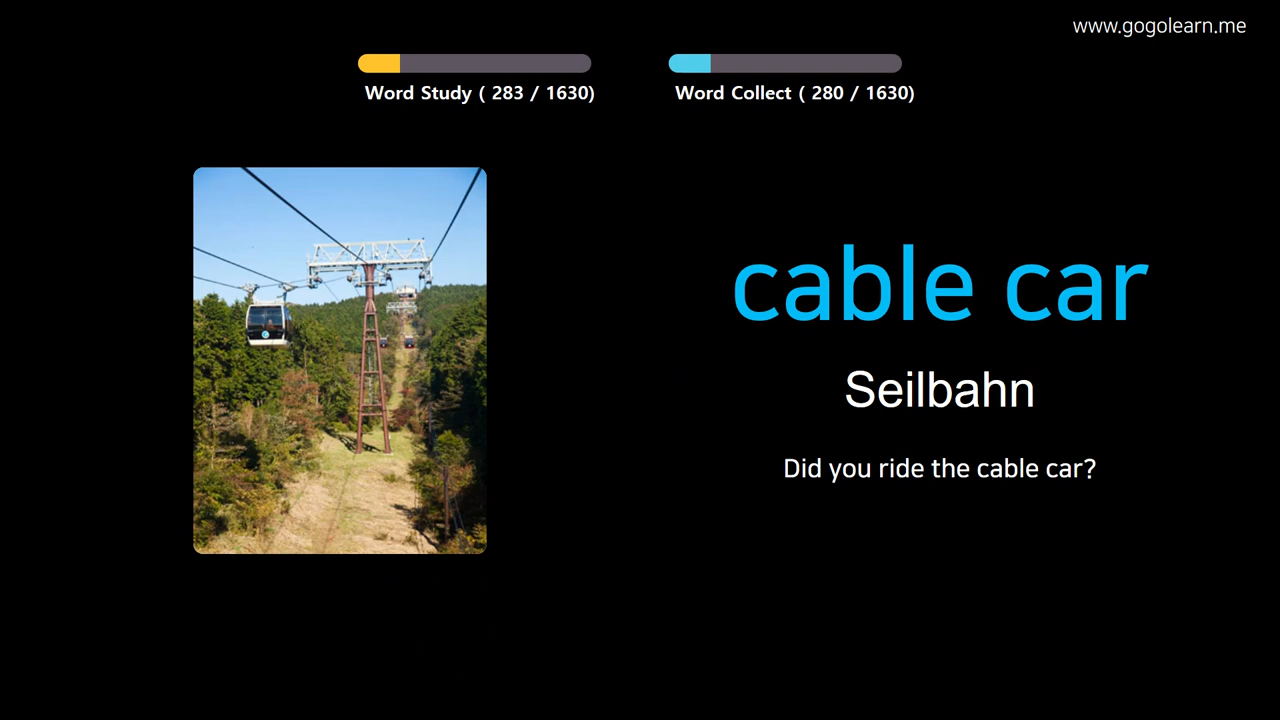 www.gogolearn.me
Word Study ( 283 / 1630)
Word Collect ( 280 / 1630)
cable car
Seilbahn
Did you ride the cable car?